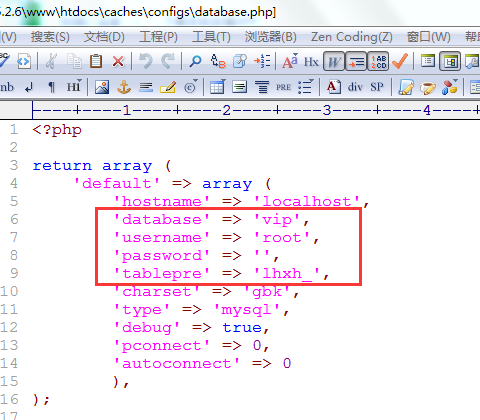 5.2.6\www\htdocs\caches\configs\database.php]
搜索(S) 文档(D) 工程(P) 工具(T) 浏览器(B) Zen Coding(Z) 窗口(W) 帮
Hx W
nb Hi PRE div SP
----+----1----+----2----+----3----+----4----
1 <?php
2
3 return array (
4 'default' => array (
5 'hostname' => 'localhost',
6 'database' => 'vip',
7 'username' => 'root',
8 'password' => '',
9 'tablepre' => 'lhxh_',
10 'charset' => 'gbk',
11 'type' => 'mysql',
12 'debug' => true,
13 'pconnect' => 0,
14 'autoconnect' => 0
15 ),
16 );